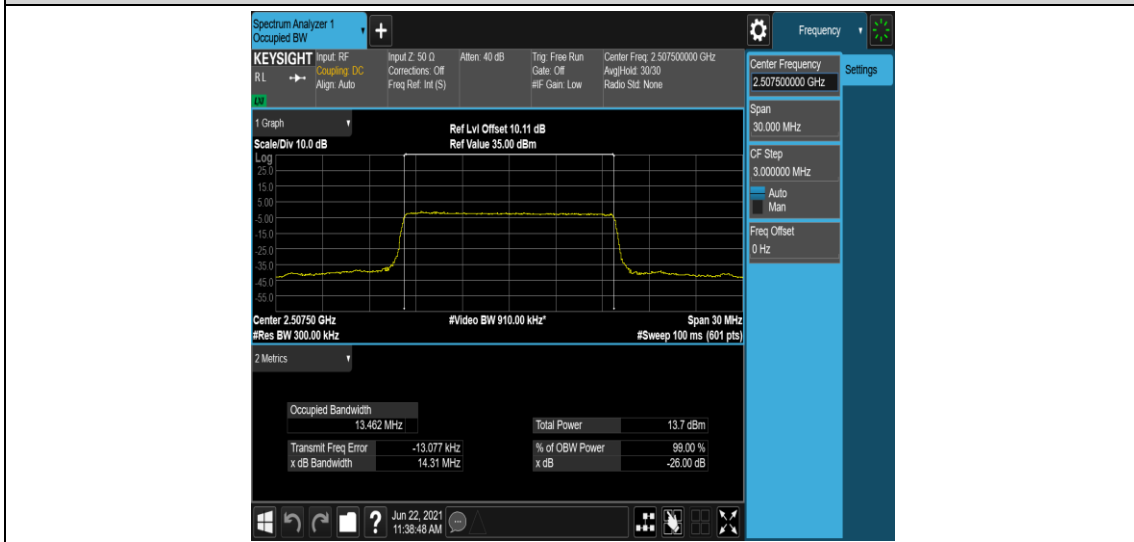 Spectrum Analyzer 1
Occupied BW
+
Frequency
KEYSIGHT
RL
LXI
Input: RF
Coupling: DC
Align: Auto
Input Z: 50 Ω
Corrections: Off
Freq Ref: Int (S)
Atten: 40 dB
Trig: Free Run
Gate: Off
#IF Gain: Low
Center Freq: 2.507500000 GHz
Avg|Hold: 30/30
Radio Std: None
Center Frequency
2.507500000 GHz
Settings
Span
30.000 MHz
CF Step
3.000000 MHz
Auto
Man
Freq Offset
0 Hz
1 Graph
Ref Lvl Offset 10.11 dB
Scale/Div 10.0 dB
Ref Value 35.00 dBm
Log
25.0
15.0
5.00
-5.00
-15.0
-25.0
-35.0
-45.0
-55.0
Center 2.50750 GHz
#Video BW 910.00 kHz*
Span 30 MHz
#Res BW 300.00 kHz
#Sweep 100 ms (601 pts)
2 Metrics
Occupied Bandwidth
13.462 MHz
Total Power 13.7 dBm
Transmit Freq Error -13.077 kHz
% of OBW Power 99.00 %
x dB Bandwidth 14.31 MHz
x dB -26.00 dB
?
Jun 22, 2021
11:38:48 AM